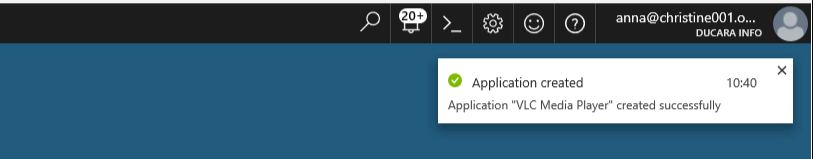 20+
anna@christine001.o...
DUCARA INFO
Application created 10:40
Application "VLC Media Player" created successfully